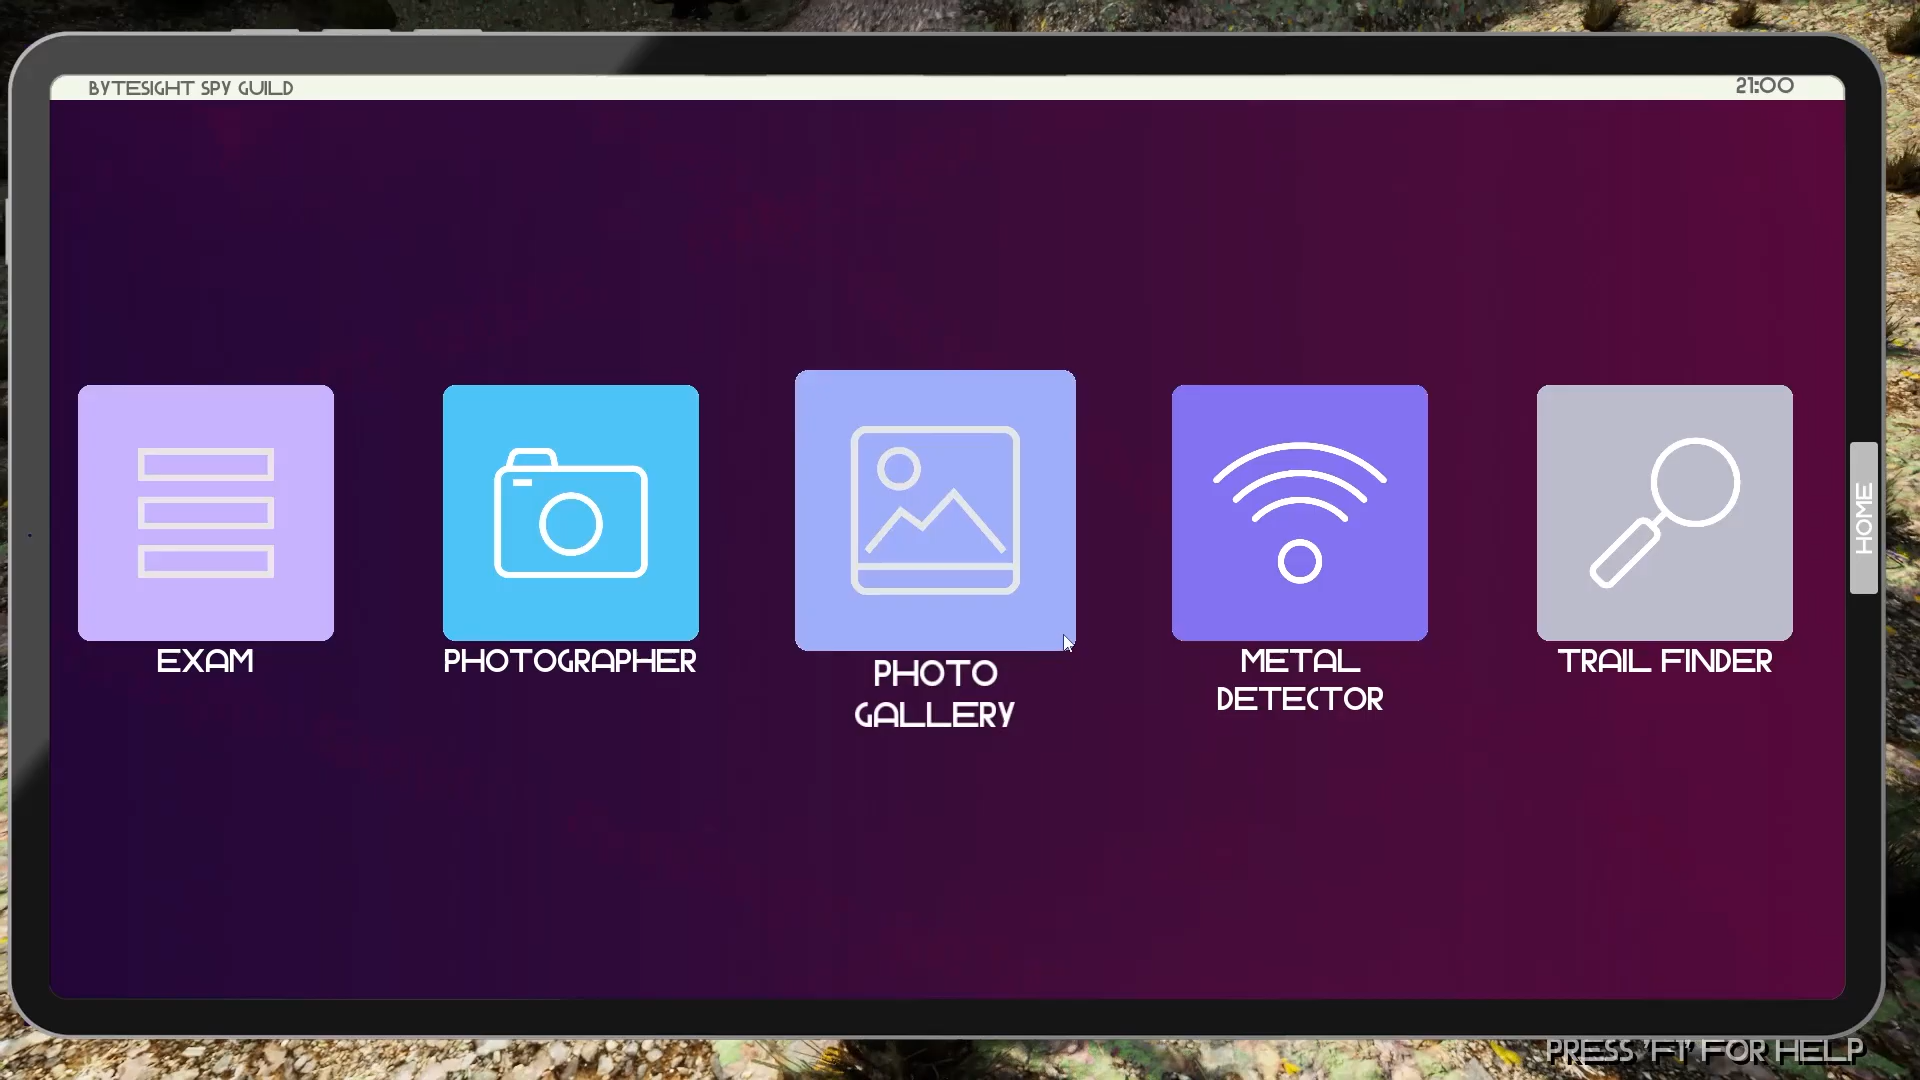 BYTESIGHT SPY GUILD
21:00
EXAM
PHOTOGRAPHER
PHOTO
GALLERY
METAL
DETECTOR
TRAIL FINDER
HOME
PRESS 'F1' FOR HELP